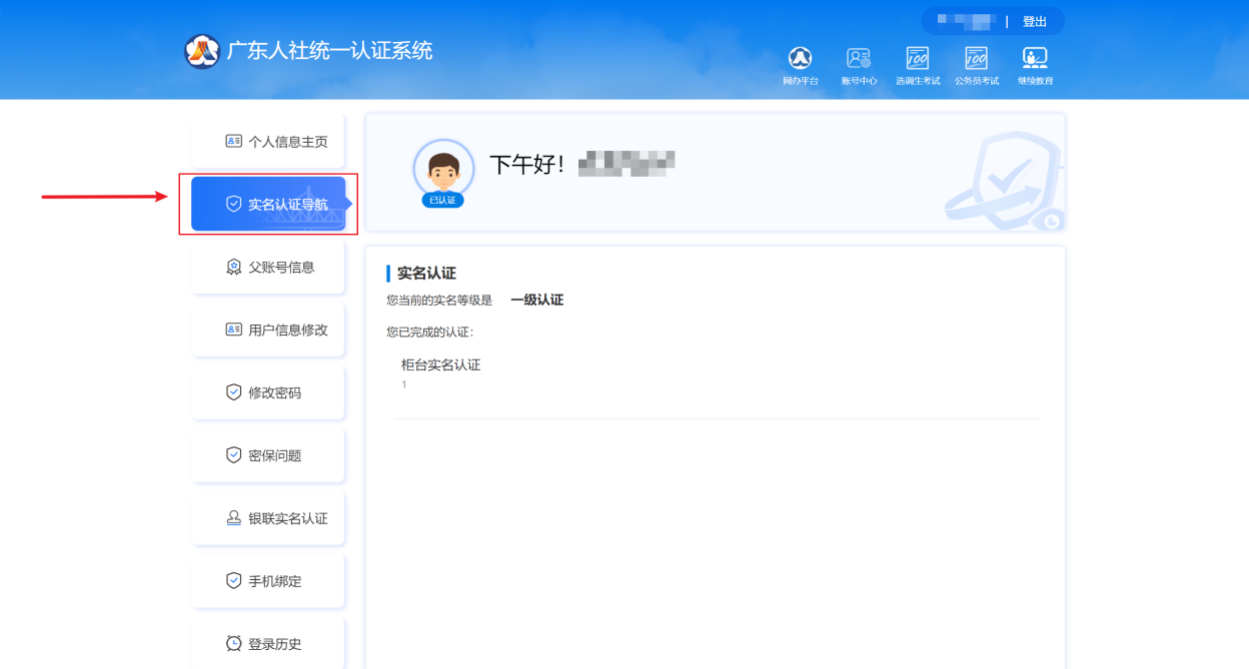 登出
广东人社统一认证系统
网办平台
账号中心
选调生考试
公务员考试
继续教育
个人信息主页
实名认证导航
父账号信息
用户信息修改
修改密码
密保问题
银联实名认证
手机绑定
登录历史
下午好！
已认证
实名认证
您当前的实名等级是 一级认证
您已完成的认证：
柜台实名认证
1